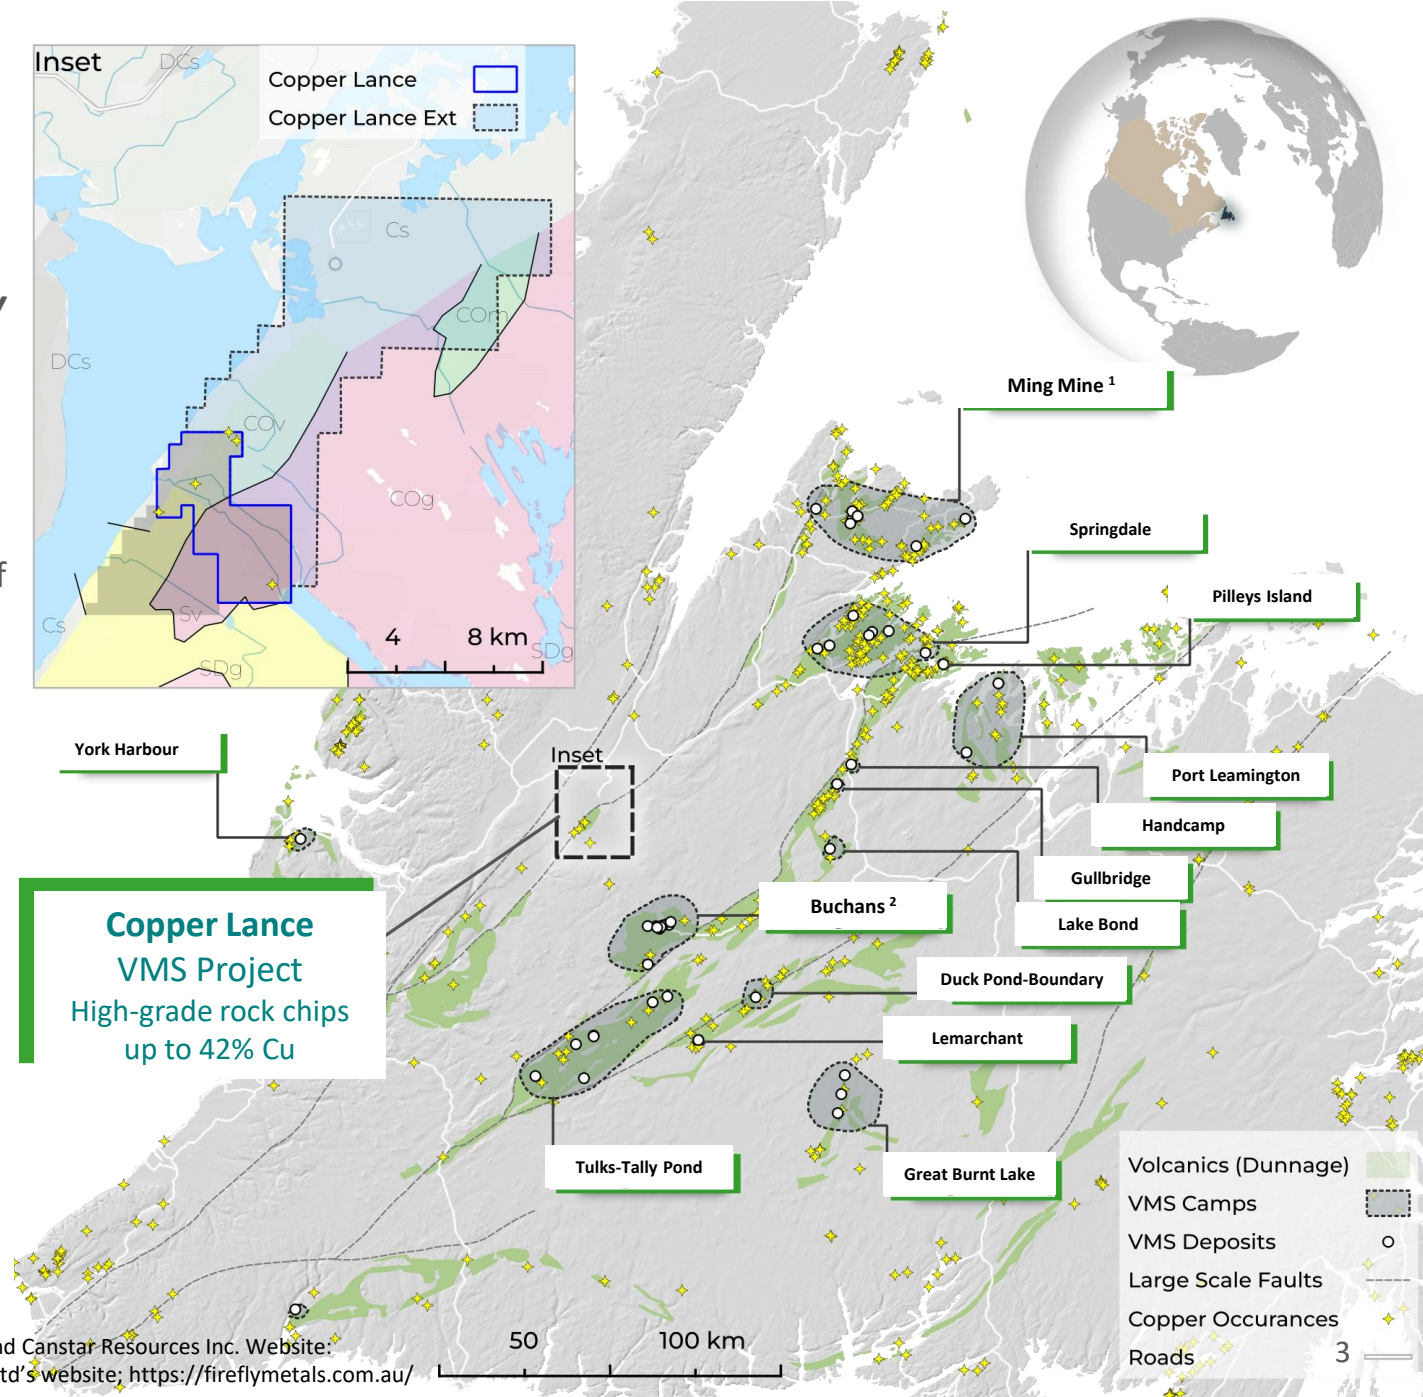 Inset
Copper Lance
Copper Lance Ext
DCs
Cs
COm
DCs
COv
COg
Cs
Sv
SDg
SDg
4 8 km
Ming Mine ¹
Springdale
Pilleys Island
York Harbour
Inset
Port Leamington
Handcamp
Gullbridge
Lake Bond
Buchans ²
Copper Lance
VMS Project
High-grade rock chips
up to 42% Cu
Duck Pond-Boundary
Lemarchant
Tulks-Tally Pond
Great Burnt Lake
Volcanics (Dunnage)
VMS Camps
VMS Deposits
Large Scale Faults
Copper Occurances
Roads
3
50 100 km
Canstar Resources Inc. Website:
td's website; https://fireflymetals.com.au/